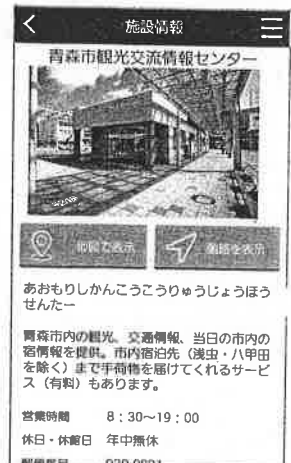 施設情報
青森市観光交流情報センター
地図で表示
経路を表示
あおもりしかんこうこうりゅうじょうほう
せんたー
青森市内の観光、交通情報、当日の市内の
宿情報を提供。市内宿泊先（浅虫・八甲田
を除く）まで手荷物を届けてくれるサービ
ス（有料）もあります。
営業時間 8：30～19：00
休日・休館日 年中無休